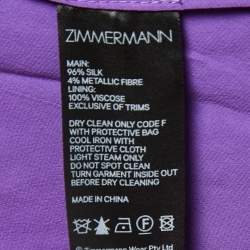 ZIMMERMANN
MAIN:
96% SILK
4% METALLIC FIBRE
LINING:
100% VISCOSE
EXCLUSIVE OF TRIMS
DRY CLEAN ONLY CODE F
WITH PROTECTIVE BAG
COOL IRON WITH
PROTECTIVE CLOTH
LIGHT STEAM ONLY
DO NOT SPOT CLEAN
TURN GARMENT INSIDE OUT
BEFORE WEAR
MADE IN CHINA
F
© Zimmermann Wear Pty Ltd